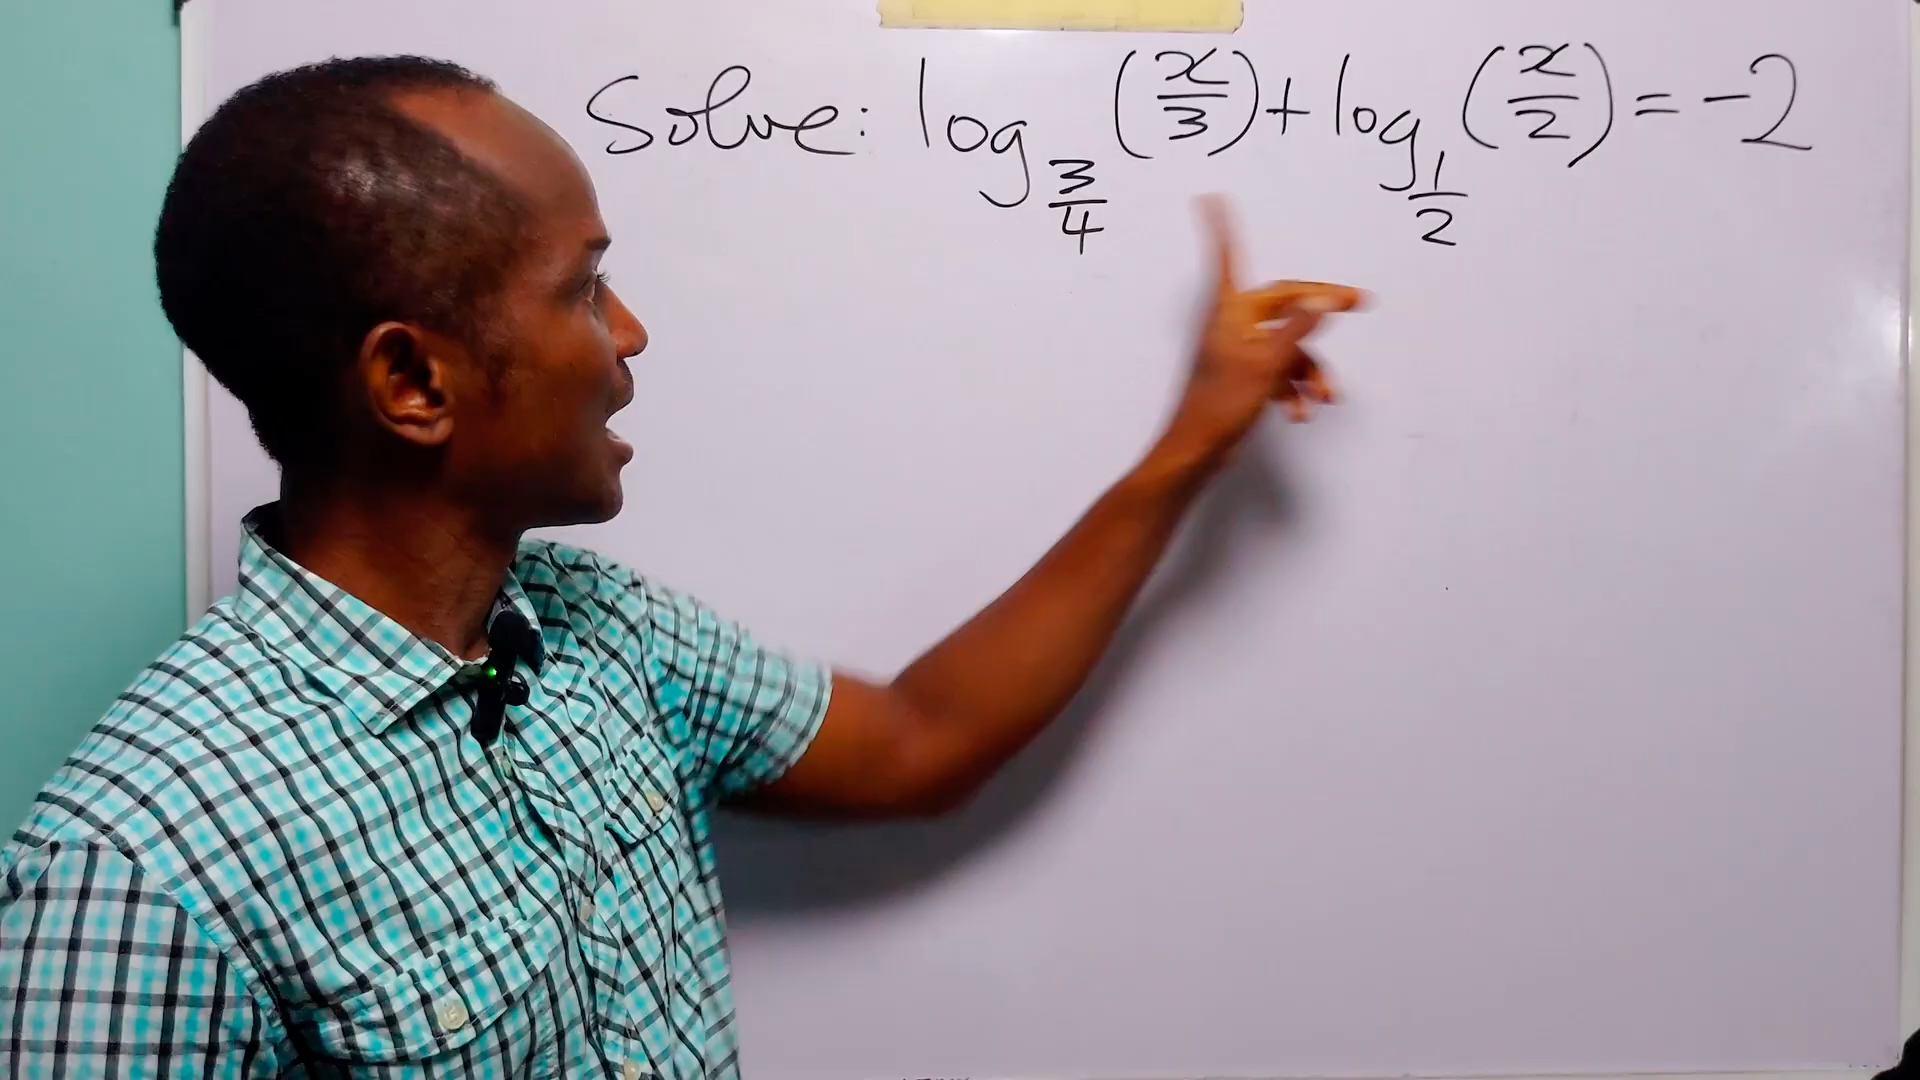 Solve: log_{3/4} (x/3) + log_{1/2} (x/2) = -2